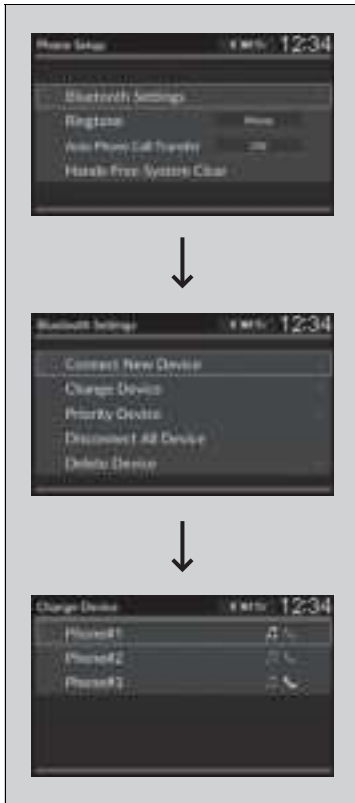 Phone Setup 12:34
Bluetooth Settings
Ringtone Phone
Auto Phone Call Transfer ON
Hands Free System Clear
Bluetooth Settings 12:34
Connect New Device
Change Device
Priority Device
Disconnect All Device
Delete Device
Change Device 12:34
Phone#1
Phone#2
Phone#3